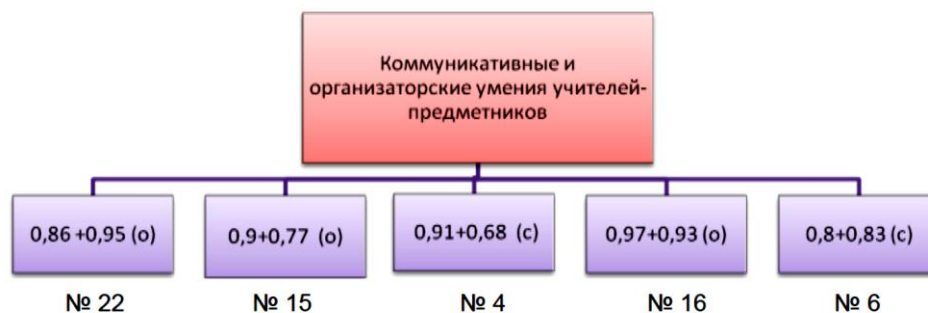 Коммуникативные и
организаторские умения учителей-
предметников
0,86 +0,95 (о)
0,9+0,77 (о)
0,91+0,68 (с)
0,97+0,93 (о)
0,8+0,83 (с)
№ 22
№ 15
№ 4
№ 16
№ 6